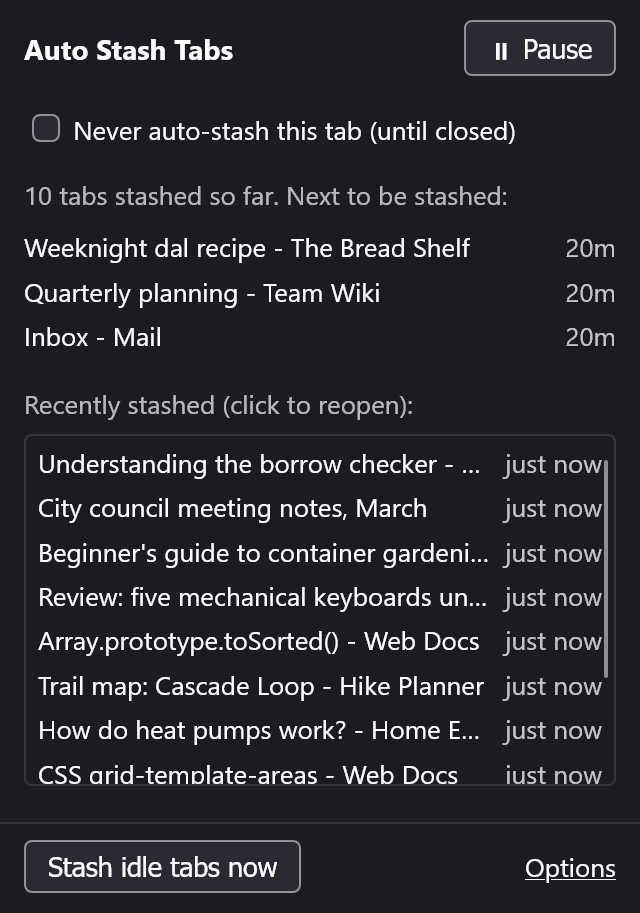 Auto Stash Tabs
Pause
Never auto-stash this tab (until closed)
10 tabs stashed so far. Next to be stashed:
Weeknight dal recipe - The Bread Shelf 20m
Quarterly planning - Team Wiki 20m
Inbox - Mail 20m
Recently stashed (click to reopen):
Understanding the borrow checker - ... just now
City council meeting notes, March just now
Beginner's guide to container gardeni... just now
Review: five mechanical keyboards un... just now
Array.prototype.toSorted() - Web Docs just now
Trail map: Cascade Loop - Hike Planner just now
How do heat pumps work? - Home E... just now
CSS grid-template-areas - Web Docs just now
Stash idle tabs now
Options